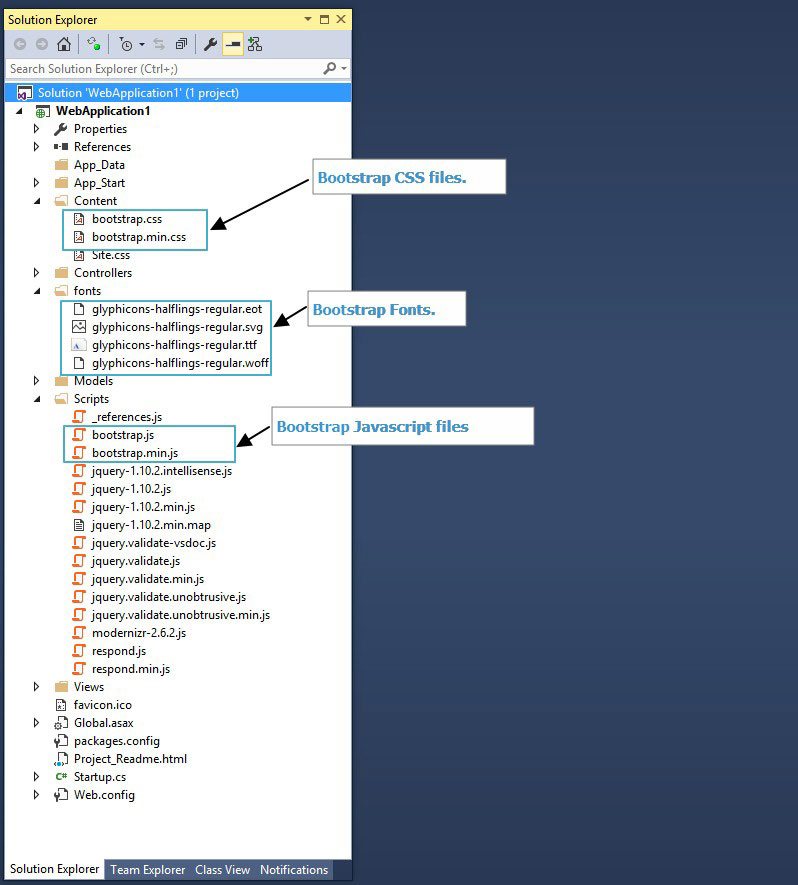 Solution Explorer
Search Solution Explorer (Ctrl+;)
Solution 'WebApplication1' (1 project)
WebApplication1
Properties
References
App_Data
App_Start
Content
bootstrap.css
bootstrap.min.css
Site.css
Controllers
fonts
glyphicons-halflings-regular.eot
glyphicons-halflings-regular.svg
glyphicons-halflings-regular.ttf
glyphicons-halflings-regular.woff
Models
Scripts
_references.js
bootstrap.js
bootstrap.min.js
jquery-1.10.2.intellisense.js
jquery-1.10.2.js
jquery-1.10.2.min.js
jquery-1.10.2.min.map
jquery.validate-vsdoc.js
jquery.validate.js
jquery.validate.min.js
jquery.validate.unobtrusive.js
jquery.validate.unobtrusive.min.js
modernizr-2.6.2.js
respond.js
respond.min.js
Views
favicon.ico
Global.asax
packages.config
Project_Readme.html
C# Startup.cs
Web.config
Solution Explorer Team Explorer Class View Notifications
Bootstrap CSS files.
Bootstrap Fonts.
Bootstrap Javascript files